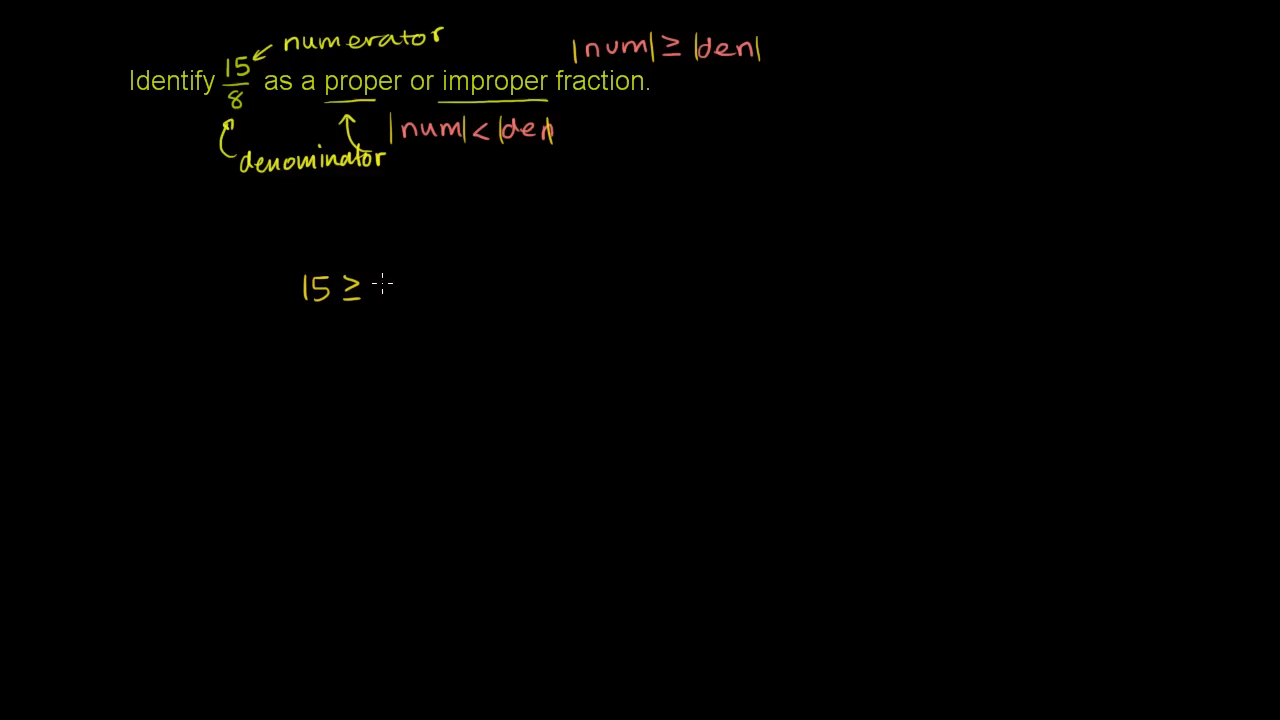 numerator
|num| ≥ |den|
Identify 15/8 as a proper or improper fraction.
|num| < |den|
denominator
15 ≥